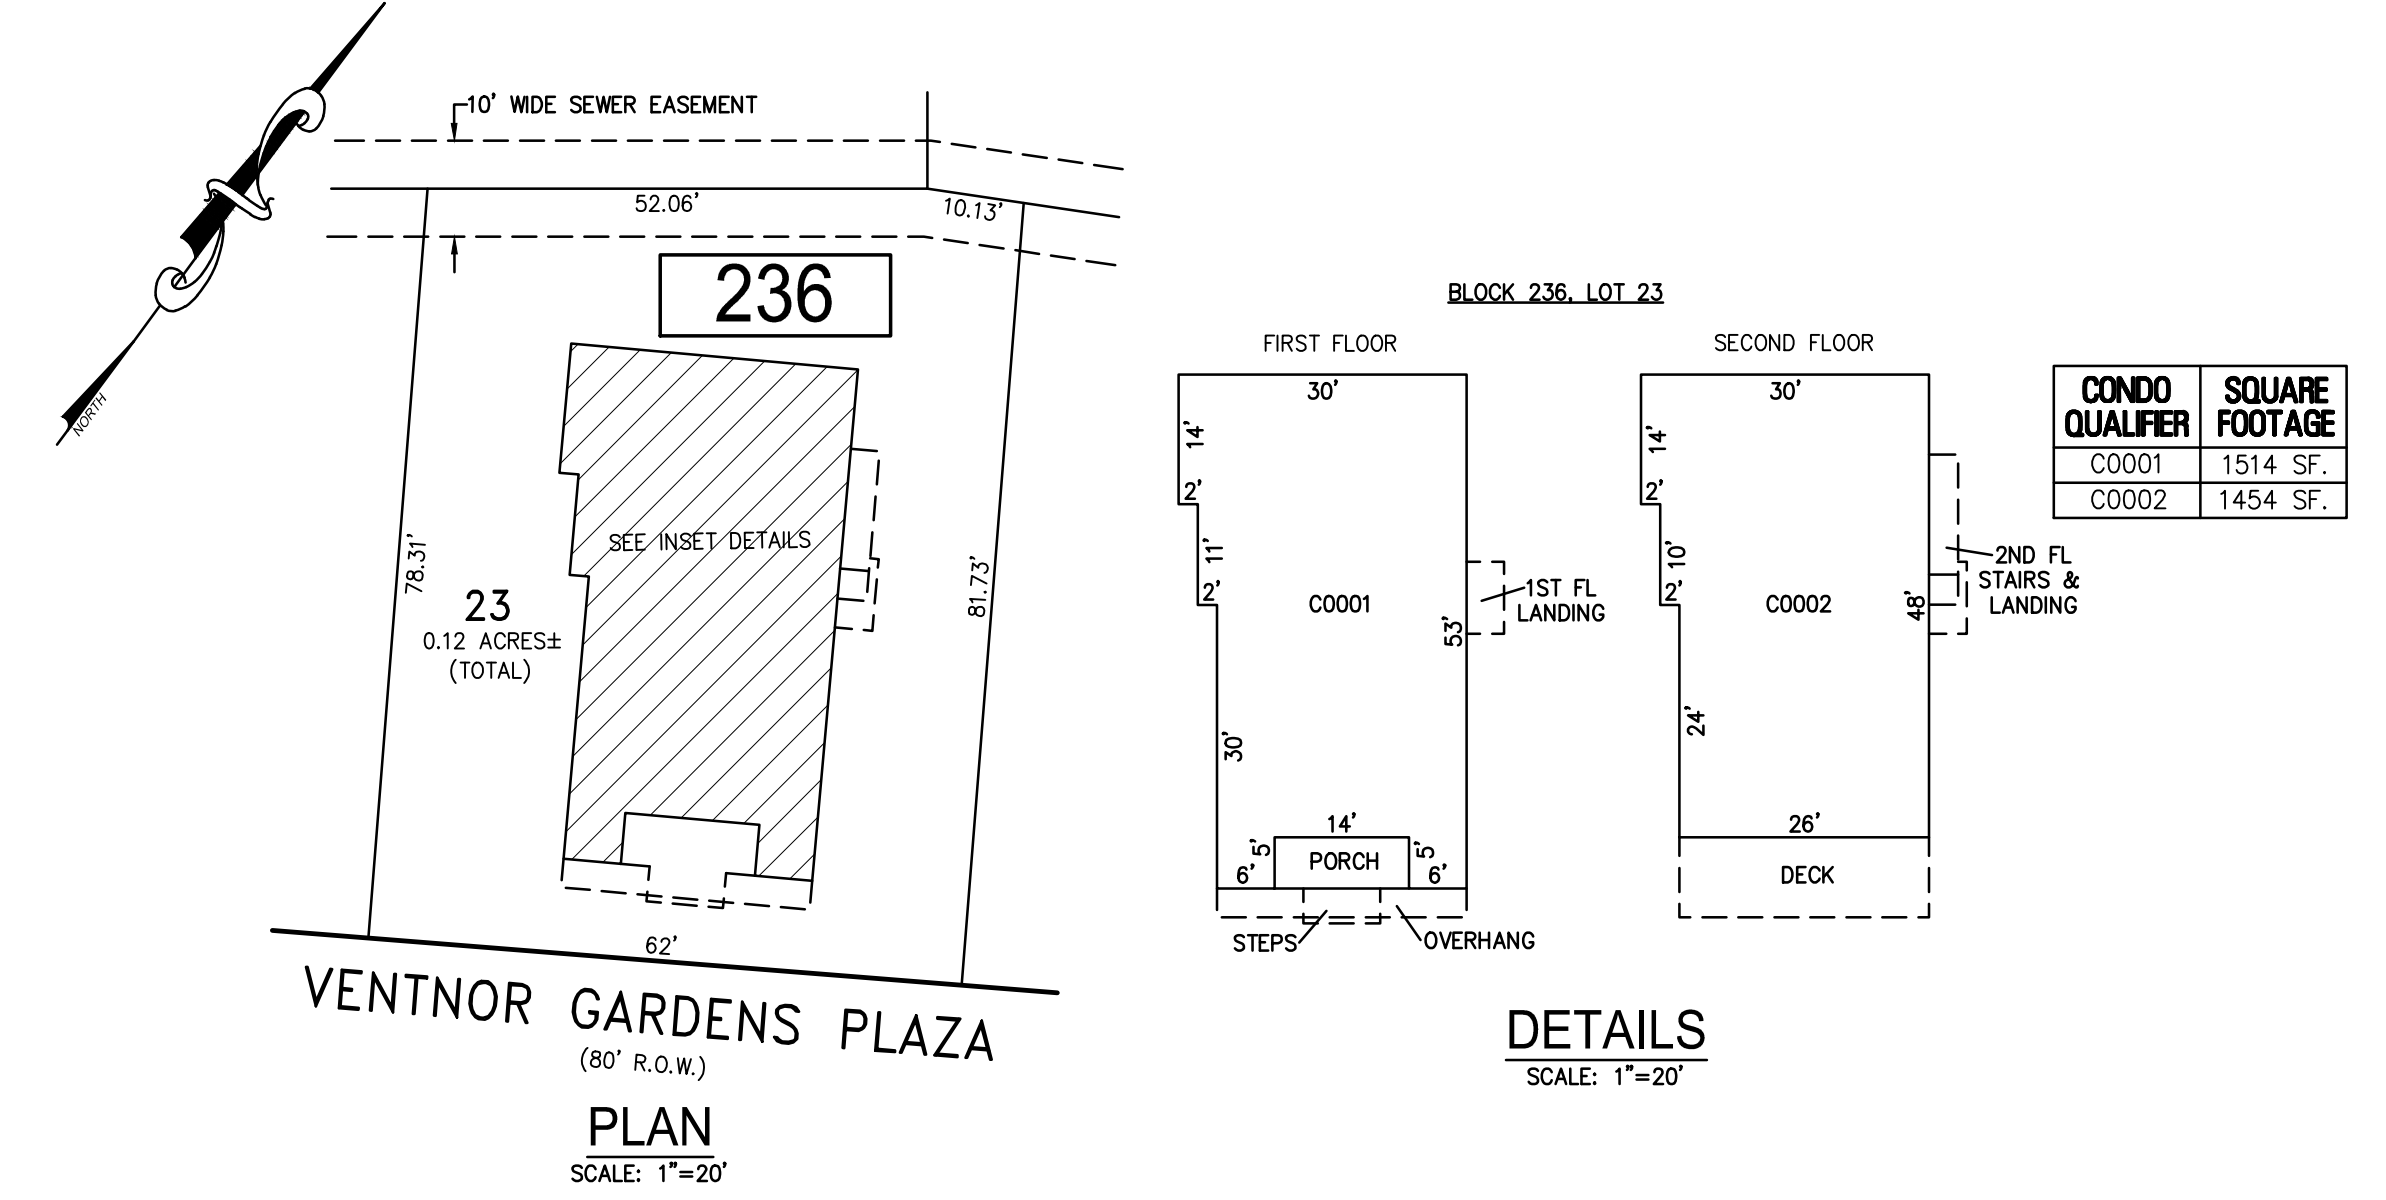 NORTH
10' WIDE SEWER EASEMENT
52.06'
10.13'
236
78.31'
SEE INSET DETAILS
81.73'
23
0.12 ACRES±
(TOTAL)
62'
VENTNOR GARDENS PLAZA
(80' R.O.W.)
PLAN
SCALE: 1"=20'
BLOCK 236, LOT 23
FIRST FLOOR
30'
14'
2'
11'
2'
C0001
53'
1ST FL
LANDING
30'
14'
5'
PORCH
5'
6'
6'
STEPS
OVERHANG
SECOND FLOOR
30'
14'
2'
10'
2'
C0002
48'
2ND FL
STAIRS &
LANDING
24'
26'
DECK
DETAILS
SCALE: 1"=20'
CONDO QUALIFIER
SQUARE FOOTAGE
C0001 1514 SF.
C0002 1454 SF.